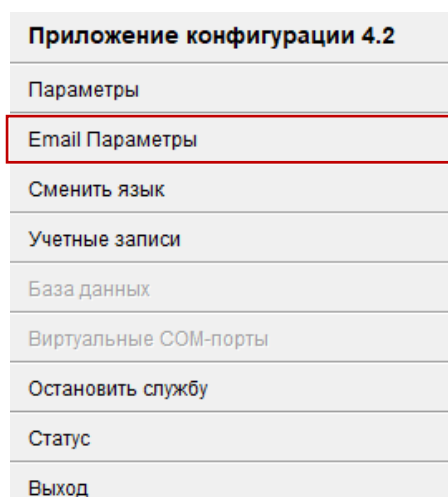 Приложение конфигурации 4.2
Параметры
Email Параметры
Сменить язык
Учетные записи
База данных
Виртуальные COM-порты
Остановить службу
Статус
Выход